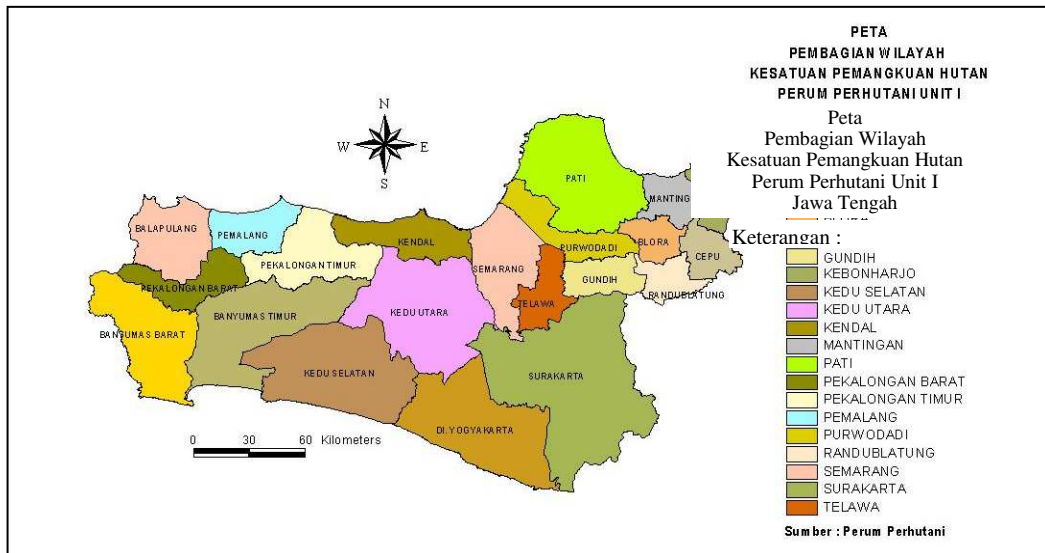 PETA
PEMBAGIAN WILAYAH
KESATUAN PEMANGKUAN HUTAN
PERUM PERHUTANI UNIT I
Peta
Pembagian Wilayah
Kesatuan Pemangkuan Hutan
Perum Perhutani Unit I
Jawa Tengah
N
W E
S
PATI
MANTING
BALAPULANG
PEMALANG
KENDAL
SEMARANG
PURWODADI
BLORA
CEPU
PEKALONGAN TIMUR
PEKALONGAN BARAT
GUNDIH
RANDUBLATUNG
TELAWA
BANYUMAS TIMUR
KEDU UTARA
BANYUMAS BARAT
KEDU SELATAN
SURAKARTA
DI. YOGYAKARTA
0 30 60 Kilometers
Keterangan :
GUNDIH
KEBONHARJO
KEDU SELATAN
KEDU UTARA
KENDAL
MANTINGAN
PATI
PEKALONGAN BARAT
PEKALONGAN TIMUR
PEMALANG
PURWODADI
RANDUBLATUNG
SEMARANG
SURAKARTA
TELAWA
Sumber : Perum Perhutani